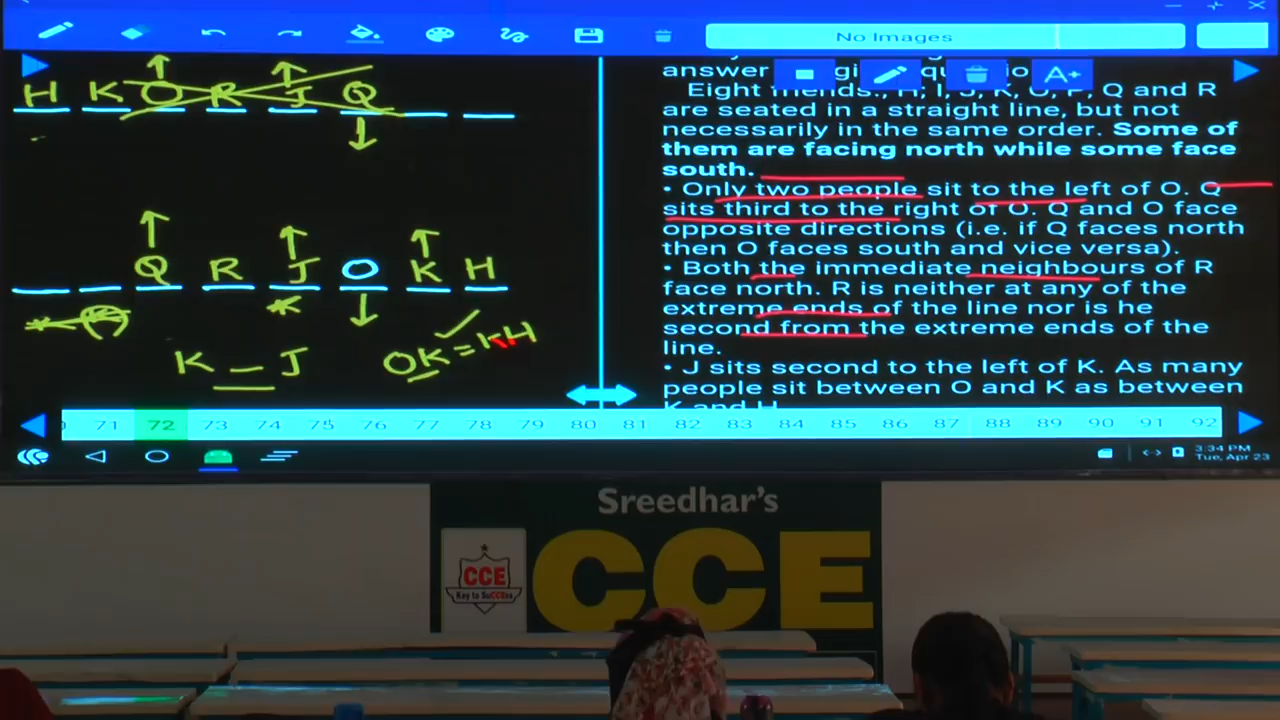 No Images
H K O R J Q
Q R J O K H
K _ J
OK = KH
answer
Eight friends., H; I, J, K, O, P, Q and R
are seated in a straight line, but not
necessarily in the same order. Some of
them are facing north while some face
south.
• Only two people sit to the left of O. Q
sits third to the right of O. Q and O face
opposite directions (i.e. if Q faces north
then O faces south and vice versa).
• Both the immediate neighbours of R
face north. R is neither at any of the
extreme ends of the line nor is he
second from the extreme ends of the
line.
• J sits second to the left of K. As many
people sit between O and K as between
K and H.
A+
71 72 73 74 75 76 77 78 79 80 81 82 83 84 85 86 87 88 89 90 91 92
3:34 PM
Tue, Apr 23
Sreedhar's
CCE
CCE
Key to SuCCEss